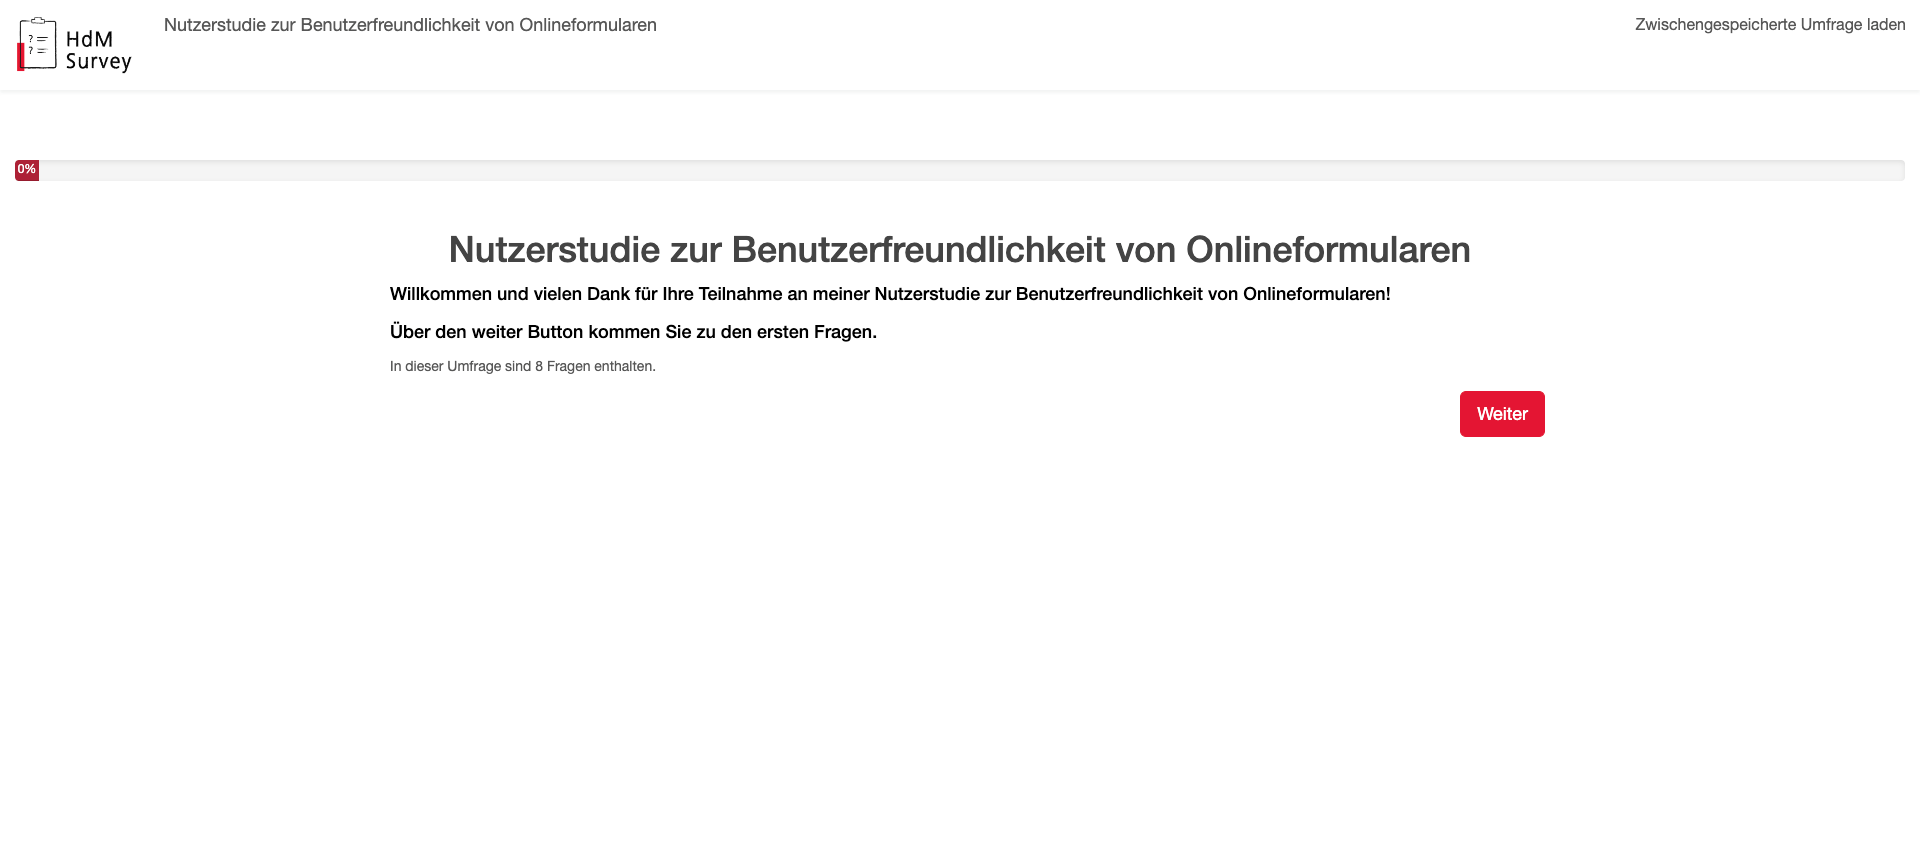 HdM
Survey
Nutzerstudie zur Benutzerfreundlichkeit von Onlineformularen
Zwischengespeicherte Umfrage laden
0%
Nutzerstudie zur Benutzerfreundlichkeit von Onlineformularen
Willkommen und vielen Dank für Ihre Teilnahme an meiner Nutzerstudie zur Benutzerfreundlichkeit von Onlineformularen!
Über den weiter Button kommen Sie zu den ersten Fragen.
In dieser Umfrage sind 8 Fragen enthalten.
Weiter